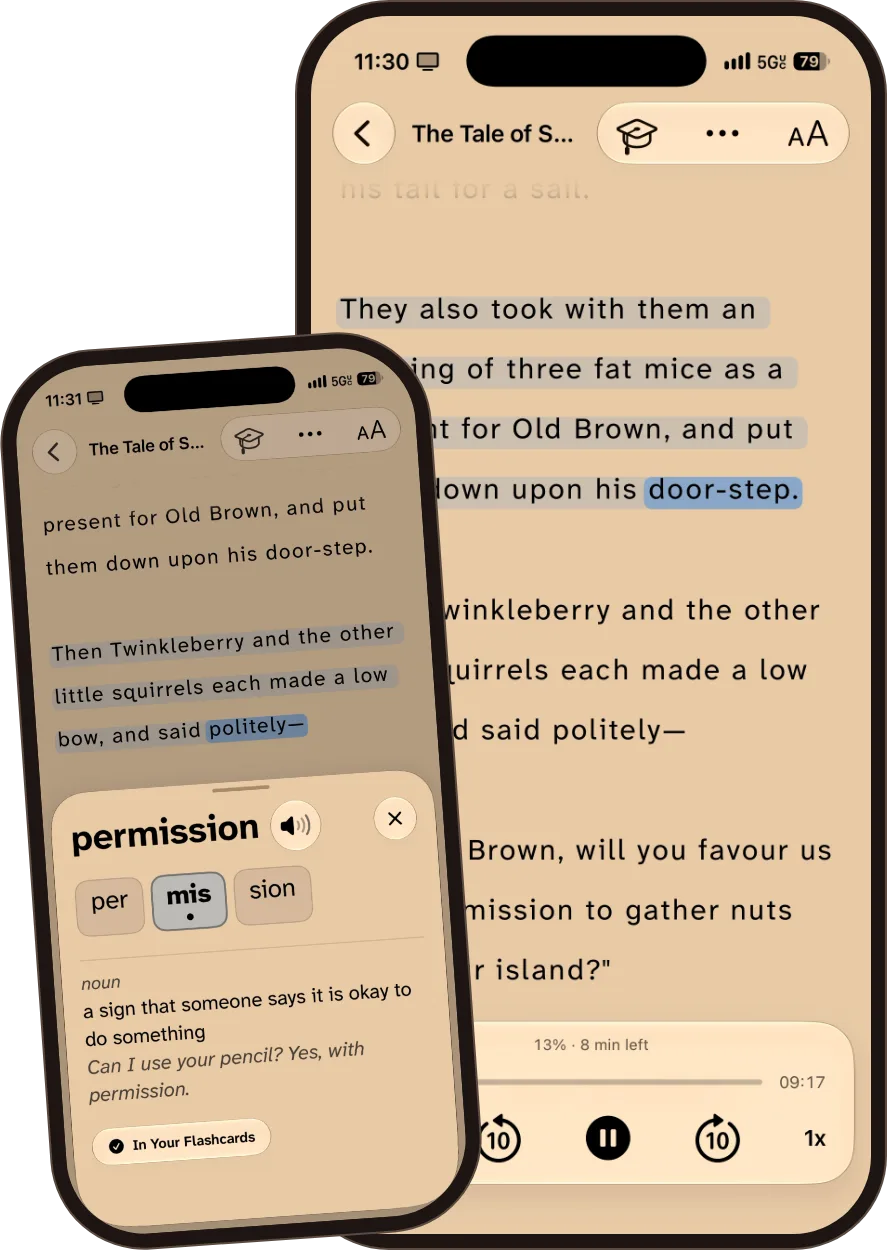 11:30
5G
79
The Tale of S...
AA
his tail for a sail.
They also took with them an
ing of three fat mice as a
nt for Old Brown, and put
down upon his door-step.
winkleberry and the other
quirrels each made a low
d said politely—
Brown, will you favour us
mission to gather nuts
r island?"
13% · 8 min left
09:17
10
10
1x
11:31
5G
79
The Tale of S...
AA
present for Old Brown, and put
them down upon his door-step.
Then Twinkleberry and the other
little squirrels each made a low
bow, and said politely—
permission
per mis sion
noun
a sign that someone says it is okay to
do something
Can I use your pencil? Yes, with
permission.
In Your Flashcards